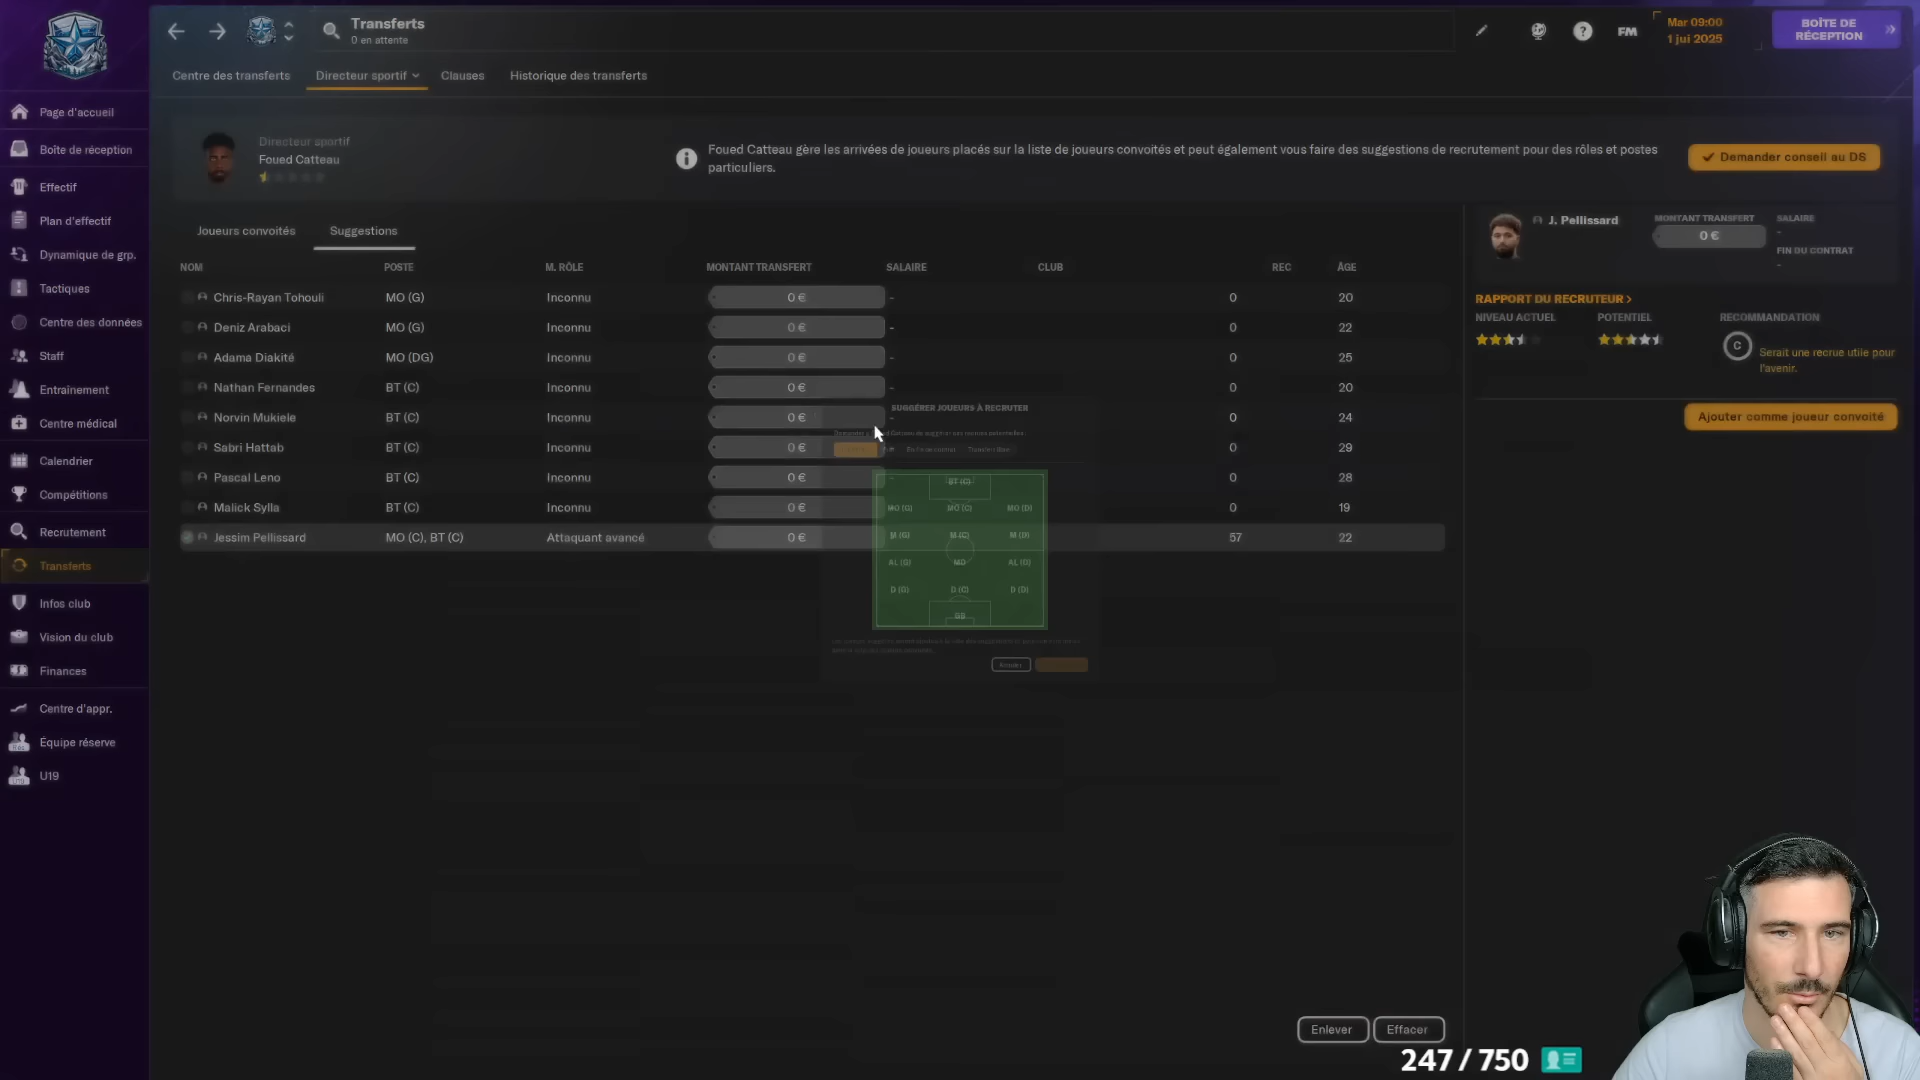 Transferts
0 en attente
FM
Mar 09:00
1 jui 2025
BOÎTE DE
RÉCEPTION
Centre des transferts
Directeur sportif
Clauses
Historique des transferts
Page d'accueil
Boîte de réception
Effectif
Plan d'effectif
Dynamique de grp.
Tactiques
Centre des données
Staff
Entraînement
Centre médical
Calendrier
Compétitions
Recrutement
Transferts
Infos club
Vision du club
Finances
Centre d'appr.
Équipe réserve
U19
Directeur sportif
Foued Catteau
Foued Catteau gère les arrivées de joueurs placés sur la liste de joueurs convoités et peut également vous faire des suggestions de recrutement pour des rôles et postes
particuliers.
Demander conseil au DS
Joueurs convoités
Suggestions
NOM POSTE M. RÔLE MONTANT TRANSFERT SALAIRE CLUB REC ÂGE
Chris-Rayan Tohouli MO (G) Inconnu 0 € - 0 20
Deniz Arabaci MO (G) Inconnu 0 € - 0 22
Adama Diakité MO (DG) Inconnu 0 € - 0 25
Nathan Fernandes BT (C) Inconnu 0 € - 0 20
Norvin Mukiele BT (C) Inconnu 0 € - 0 24
Sabri Hattab BT (C) Inconnu 0 € 0 29
Pascal Leno BT (C) Inconnu 0 € 0 28
Malick Sylla BT (C) Inconnu 0 € 0 19
Jessim Pellissard MO (C), BT (C) Attaquant avancé 0 € 57 22
SUGGÉRER JOUEURS À RECRUTER
BT (C)
MO (G) MO (C) MO (D)
M (G) M (C) M (D)
AL (G) MD AL (D)
D (G) D (C) D (D)
GB
Annuler
J. Pellissard
MONTANT TRANSFERT
0 €
SALAIRE
-
FIN DU CONTRAT
-
RAPPORT DU RECRUTEUR >
NIVEAU ACTUEL
POTENTIEL
RECOMMANDATION
C
Serait une recrue utile pour
l'avenir.
Ajouter comme joueur convoité
Enlever
Effacer
247 / 750